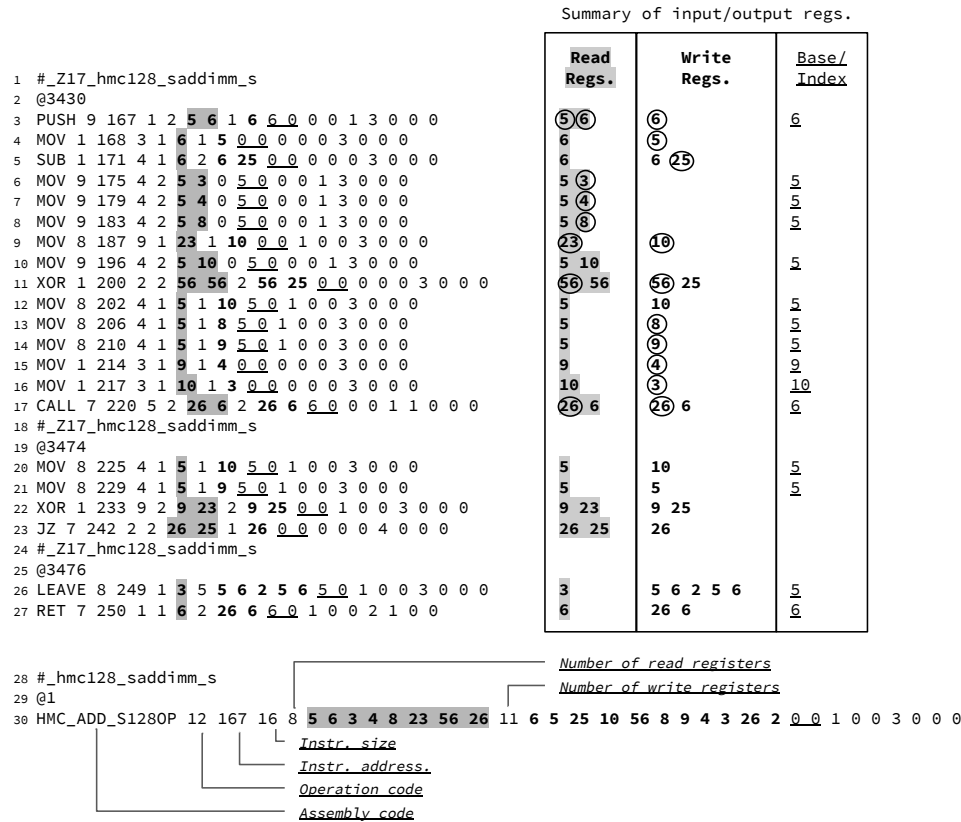 Summary of input/output regs.
Read Regs. Write Regs. Base/ Index
1 #_Z17_hmc128_saddimm_s
2 @3430
3 PUSH 9 167 1 2 5 6 1 6 6 0 0 0 1 3 0 0 0 5 6 6 6
4 MOV 1 168 3 1 6 1 5 0 0 0 0 0 3 0 0 0 6 5
5 SUB 1 171 4 1 6 2 6 25 0 0 0 0 0 3 0 0 0 6 6 25
6 MOV 9 175 4 2 5 3 0 5 0 0 0 1 3 0 0 0 5 3 5
7 MOV 9 179 4 2 5 4 0 5 0 0 0 1 3 0 0 0 5 4 5
8 MOV 9 183 4 2 5 8 0 5 0 0 0 1 3 0 0 0 5 8 5
9 MOV 8 187 9 1 23 1 10 0 0 1 0 0 3 0 0 0 23 10
10 MOV 9 196 4 2 5 10 0 5 0 0 0 1 3 0 0 0 5 10 5
11 XOR 1 200 2 2 56 56 2 56 25 0 0 0 0 0 3 0 0 0 56 56 56 25
12 MOV 8 202 4 1 5 1 10 5 0 1 0 0 3 0 0 0 5 10 5
13 MOV 8 206 4 1 5 1 8 5 0 1 0 0 3 0 0 0 5 8 5
14 MOV 8 210 4 1 5 1 9 5 0 1 0 0 3 0 0 0 5 9 5
15 MOV 1 214 3 1 9 1 4 0 0 0 0 0 3 0 0 0 9 4 9
16 MOV 1 217 3 1 10 1 3 0 0 0 0 0 3 0 0 0 10 3 10
17 CALL 7 220 5 2 26 6 2 26 6 6 0 0 0 1 1 0 0 0 26 6 26 6 6
18 #_Z17_hmc128_saddimm_s
19 @3474
20 MOV 8 225 4 1 5 1 10 5 0 1 0 0 3 0 0 0 5 10 5
21 MOV 8 229 4 1 5 1 9 5 0 1 0 0 3 0 0 0 5 5 5
22 XOR 1 233 9 2 9 23 2 9 25 0 0 1 0 0 3 0 0 0 9 23 9 25
23 JZ 7 242 2 2 26 25 1 26 0 0 0 0 0 4 0 0 0 26 25 26
24 #_Z17_hmc128_saddimm_s
25 @3476
26 LEAVE 8 249 1 3 5 5 6 2 5 6 5 0 1 0 0 3 0 0 0 3 5 6 2 5 6 5
27 RET 7 250 1 1 6 2 26 6 6 0 1 0 0 2 1 0 0 6 26 6 6
Number of read registers
28 #_hmc128_saddimm_s
Number of write registers
29 @1
30 HMC_ADD_S128OP 12 167 16 8 5 6 3 4 8 23 56 26 11 6 5 25 10 56 8 9 4 3 26 2 0 0 1 0 0 3 0 0 0
Instr. size
Instr. address.
Operation code
Assembly code